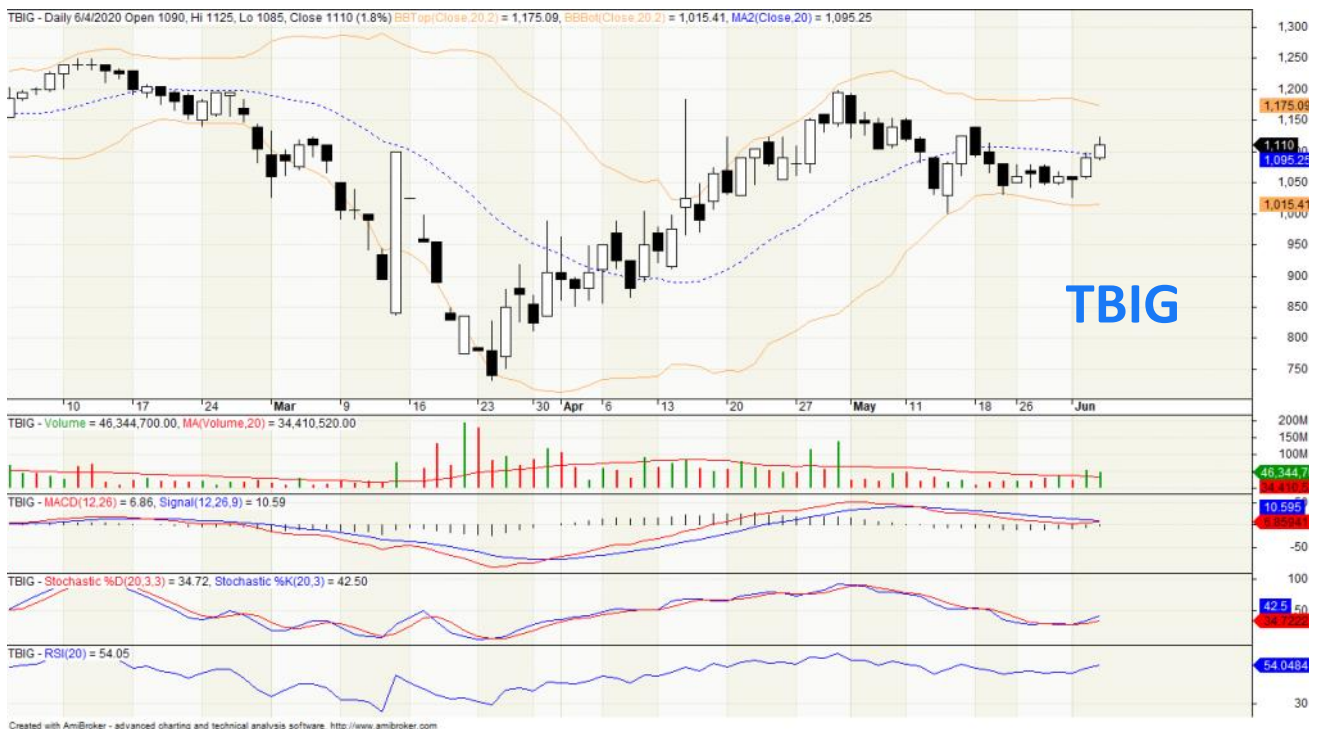 TBIG - Daily 6/4/2020 Open 1090, Hi 1125, Lo 1085, Close 1110 (1.8%) BBTop(Close,20,2) = 1,175.09, BBBot(Close,20,2) = 1,015.41, MA2(Close,20) = 1,095.25
1,300
1,250
1,200
1,175.09
1,150
1,110
1,095.25
1,050
1,015.41
1,000
950
900
850
800
750
TBIG
10 17 24 Mar 9 16 23 30 Apr 6 13 20 27 May 11 18 26 Jun
TBIG - Volume = 46,344,700.00, MA(Volume,20) = 34,410,520.00
200M
150M
100M
46,344,7
34,410,5
TBIG - MACD(12,26) = 6.86, Signal(12,26,9) = 10.59
10.595
6.85941
-50
TBIG - Stochastic %D(20,3,3) = 34.72, Stochastic %K(20,3) = 42.50
100
42.5 50
34.7222
TBIG - RSI(20) = 54.05
54.0484
30
Created with AmiBroker - advanced charting and technical analysis software. http://www.amibroker.com